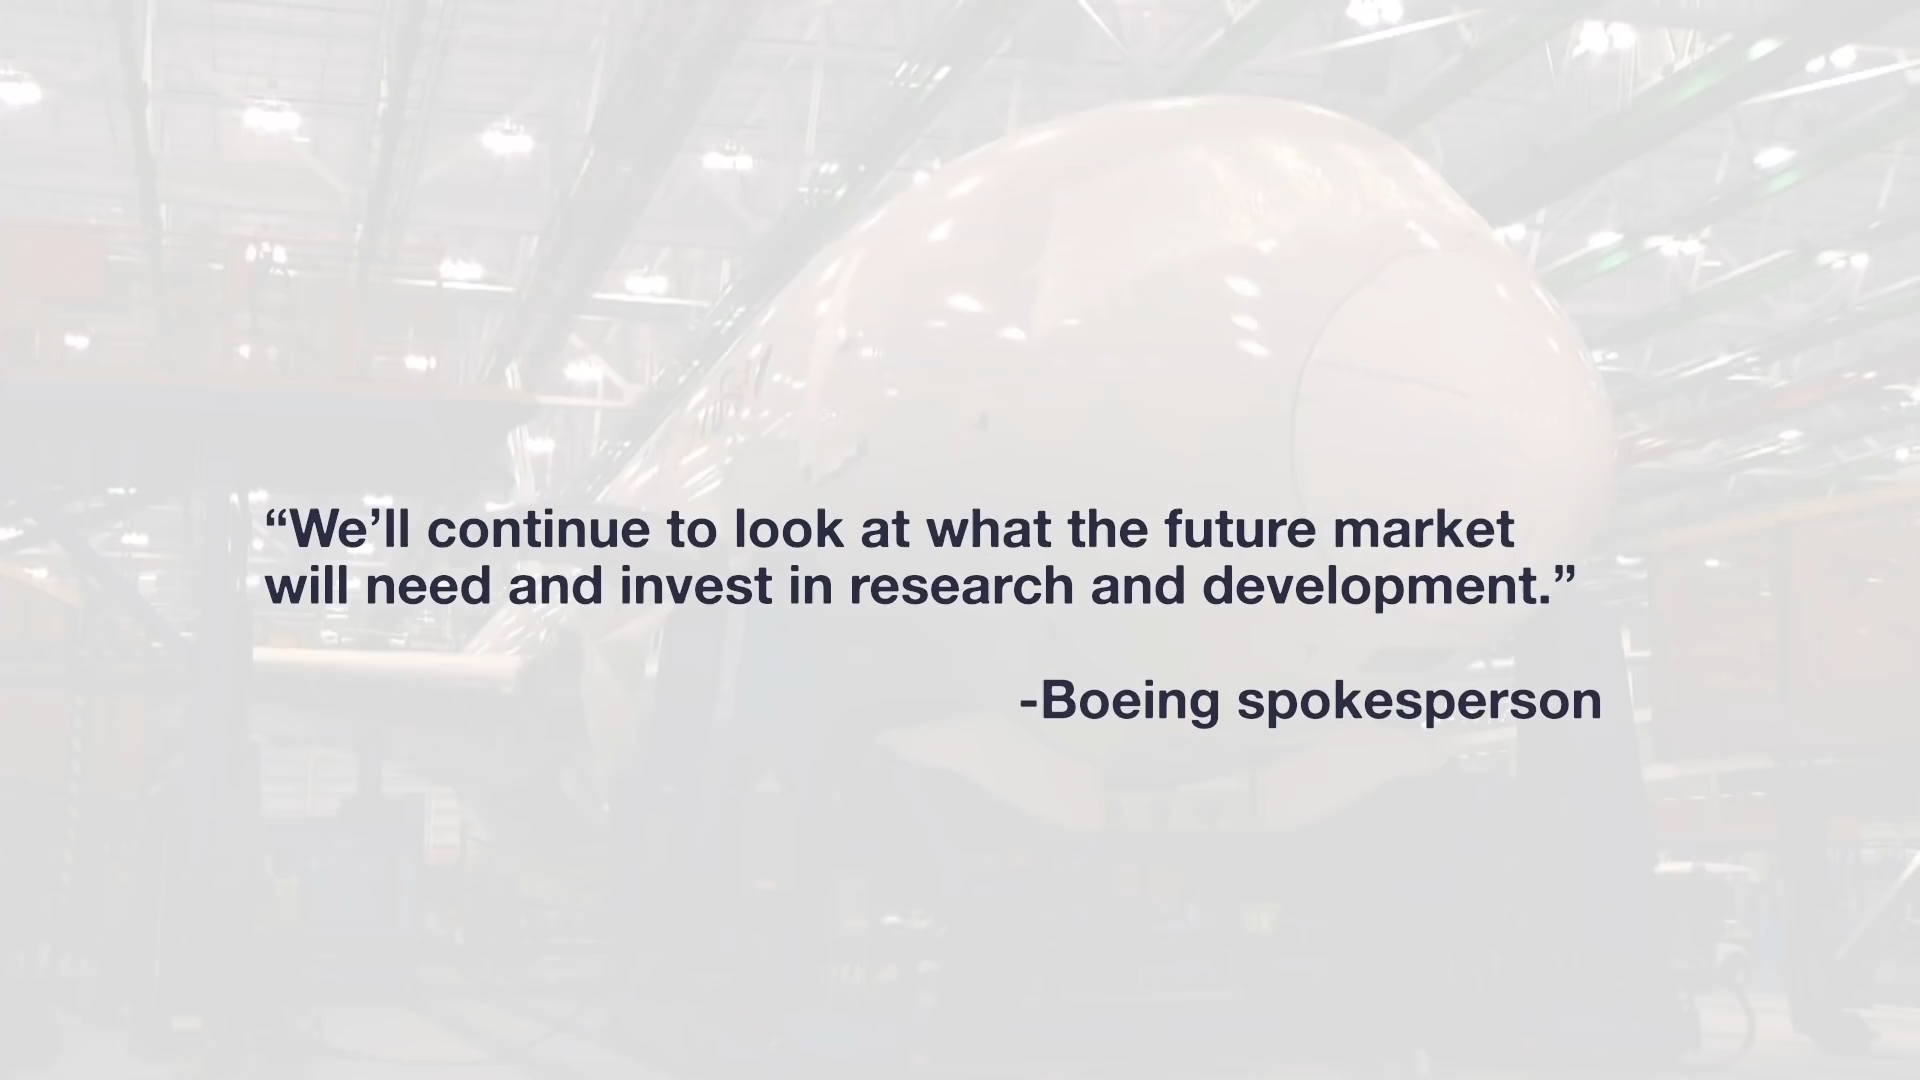 “We’ll continue to look at what the future market
will need and invest in research and development.”
-Boeing spokesperson